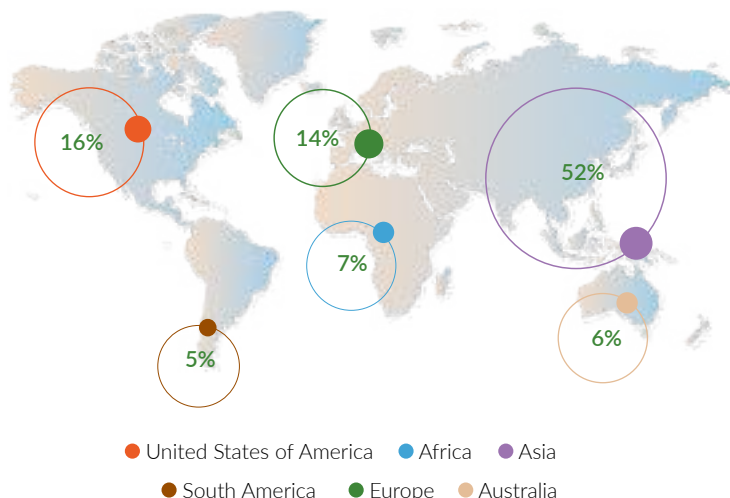 16%
14%
52%
7%
6%
5%
United States of America
Africa
Asia
South America
Europe
Australia